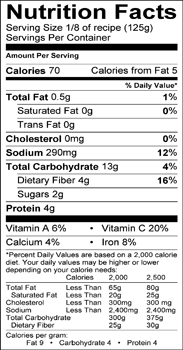 Nutrition Facts
Serving Size 1/8 of recipe (125g)
Servings Per Container
Amount Per Serving
Calories 70 Calories from Fat 5
% Daily Value*
Total Fat 0.5g 1%
Saturated Fat 0g 0%
Trans Fat 0g
Cholesterol 0mg 0%
Sodium 290mg 12%
Total Carbohydrate 13g 4%
Dietary Fiber 4g 16%
Sugars 2g
Protein 4g
Vitamin A 6% • Vitamin C 20%
Calcium 4% • Iron 8%
*Percent Daily Values are based on a 2,000 calorie
diet. Your daily values may be higher or lower
depending on your calorie needs:
Calories 2,000 2,500
Total Fat Less Than 65g 80g
Saturated Fat Less Than 20g 25g
Cholesterol Less Than 300mg 300 mg
Sodium Less Than 2,400mg 2,400mg
Total Carbohydrate 300g 375g
Dietary Fiber 25g 30g
Calories per gram:
Fat 9 • Carbohydrate 4 • Protein 4